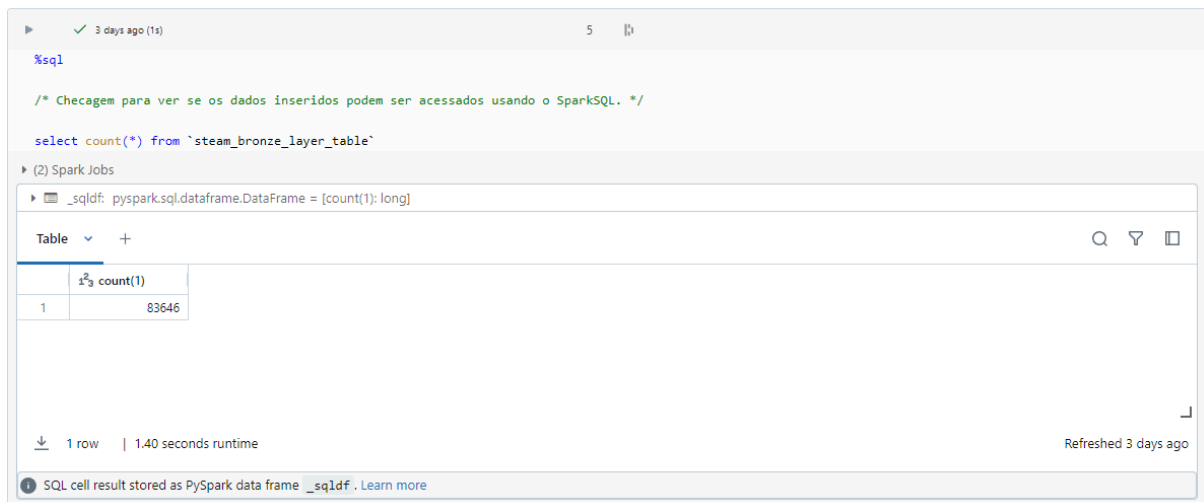 3 days ago (1s)
5
%sql
/* Checagem para ver se os dados inseridos podem ser acessados usando o SparkSQL. */
select count(*) from `steam_bronze_layer_table`
(2) Spark Jobs
_sqldf: pyspark.sql.dataframe.DataFrame = [count(1): long]
Table
+
1²3 count(1)
1 83646
1 row | 1.40 seconds runtime
Refreshed 3 days ago
SQL cell result stored as PySpark data frame _sqldf. Learn more